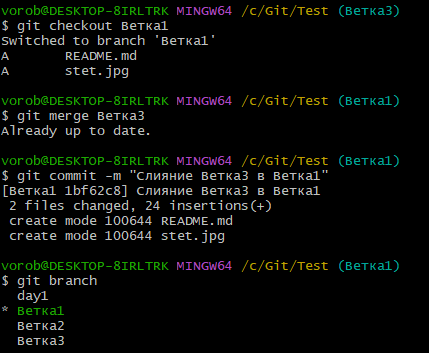 vorob@DESKTOP-8IRLTRK MINGW64 /c/Git/Test (Ветка3)
$ git checkout Ветка1
Switched to branch 'Ветка1'
A       README.md
A       stet.jpg
vorob@DESKTOP-8IRLTRK MINGW64 /c/Git/Test (Ветка1)
$ git merge Ветка3
Already up to date.
vorob@DESKTOP-8IRLTRK MINGW64 /c/Git/Test (Ветка1)
$ git commit -m "Слияние Ветка3 в Ветка1"
[Ветка1 1bf62c8] Слияние Ветка3 в Ветка1
 2 files changed, 24 insertions(+)
 create mode 100644 README.md
 create mode 100644 stet.jpg
vorob@DESKTOP-8IRLTRK MINGW64 /c/Git/Test (Ветка1)
$ git branch
  day1
* Ветка1
  Ветка2
  Ветка3